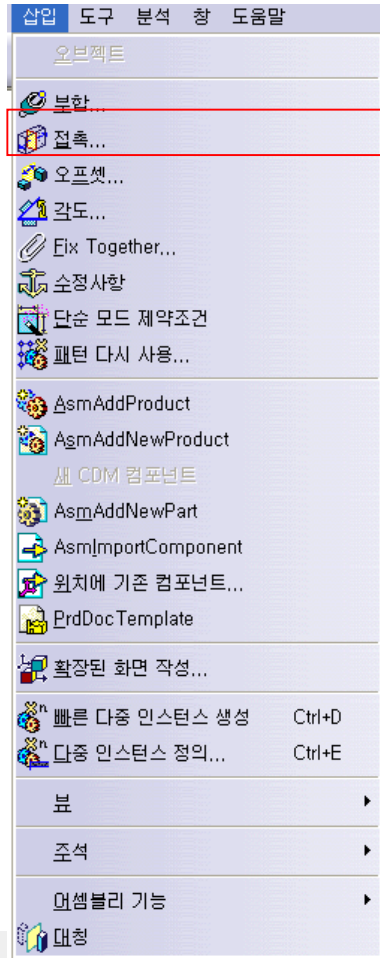 삽입 도구 분석 창 도움말
오브젝트
부합...
접촉...
오프셋...
각도...
Fix Together...
수정사항
단순 모드 제약조건
패턴 다시 사용...
AsmAddProduct
AsmAddNewProduct
새 CDM 컴포넌트
AsmAddNewPart
AsmImportComponent
위치에 기존 컴포넌트...
PrdDocTemplate
확장된 화면 작성...
빠른 다중 인스턴스 생성 Ctrl+D
다중 인스턴스 정의... Ctrl+E
뷰
주석
어셈블리 기능
대칭